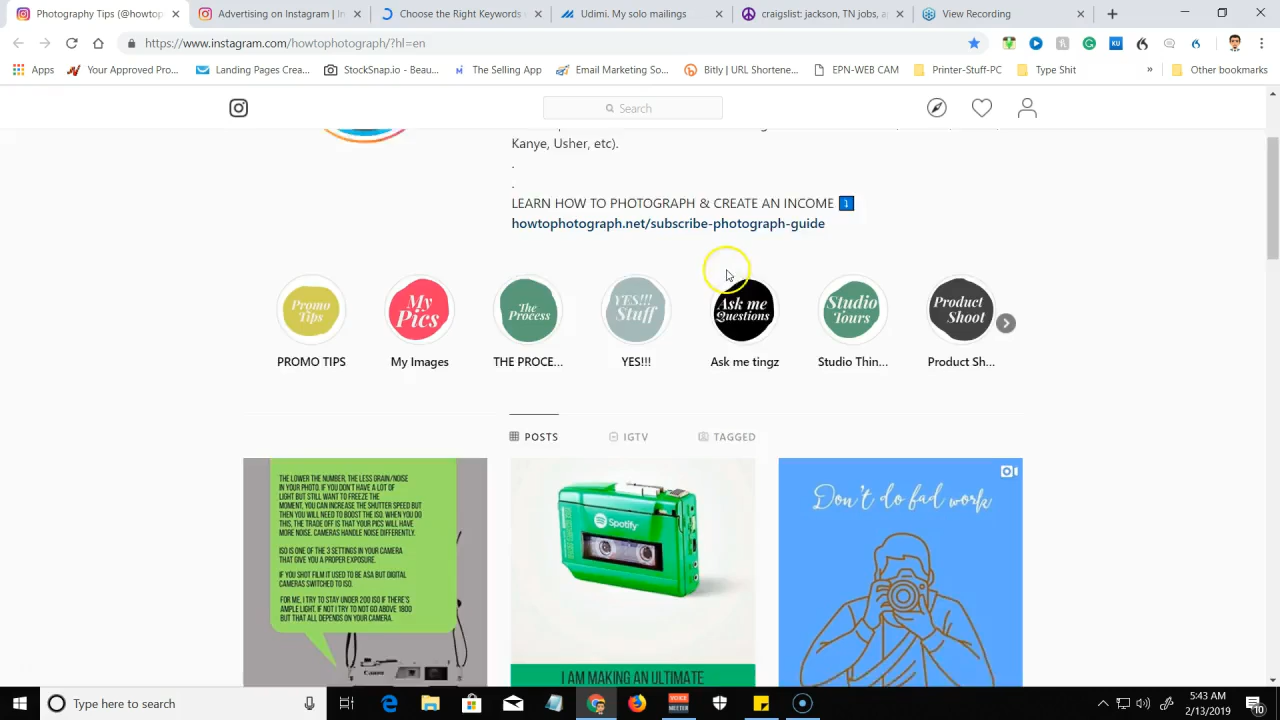 Photography Tips (@howtop
Advertising on Instagram | In
Choose the Right Keywords
Udimi. My solo mailings
craigslist: jackson, TN jobs, a
View Recording
https://www.instagram.com/howtophotograph/?hl=en
Apps
Your Approved Pro...
Landing Pages Crea...
StockSnap.io - Beau...
The Selling App
Email Marketing So...
Bitly | URL Shortene...
EPN-WEB CAM
Printer-Stuff-PC
Type Shit
»
Other bookmarks
Search
Kanye, Usher, etc).
.
.
LEARN HOW TO PHOTOGRAPH & CREATE AN INCOME
howtophotograph.net/subscribe-photograph-guide
Promo
Tips
My
Pics
The
Process
YES!!!
Stuff
Ask me
Questions
Studio
Tours
Product
Shoot
PROMO TIPS
My Images
THE PROCE...
YES!!!
Ask me tingz
Studio Thin...
Product Sh...
POSTS
IGTV
TAGGED
THE LOWER THE NUMBER, THE LESS GRAIN/NOISE
IN YOUR PHOTO. IF YOU DON'T HAVE A LOT OF
LIGHT BUT STILL WANT TO FREEZE THE
MOMENT, YOU CAN INCREASE THE SHUTTER SPEED BUT
THEN YOU WILL NEED TO BOOST THE ISO. WHEN YOU DO
THIS, THE TRADE OFF IS THAT YOUR PICS WILL HAVE
MORE NOISE. CAMERAS HANDLE NOISE DIFFERENTLY.
ISO IS ONE OF THE 3 SETTINGS IN YOUR CAMERA
THAT GIVE YOU A PROPER EXPOSURE.
IF YOU SHOT FILM IT USED TO BE ASA BUT DIGITAL
CAMERAS SWITCHED TO ISO.
FOR ME, I TRY TO STAY UNDER 200 ISO IF THERE'S
AMPLE LIGHT. IF NOT I TRY TO NOT GO ABOVE 1800
BUT THAT ALL DEPENDS ON YOUR CAMERA.
Canon
Spotify
I AM MAKING AN ULTIMATE
Don't do fad work
Type here to search
VOICE
MEETER
5:43 AM
2/13/2019
10